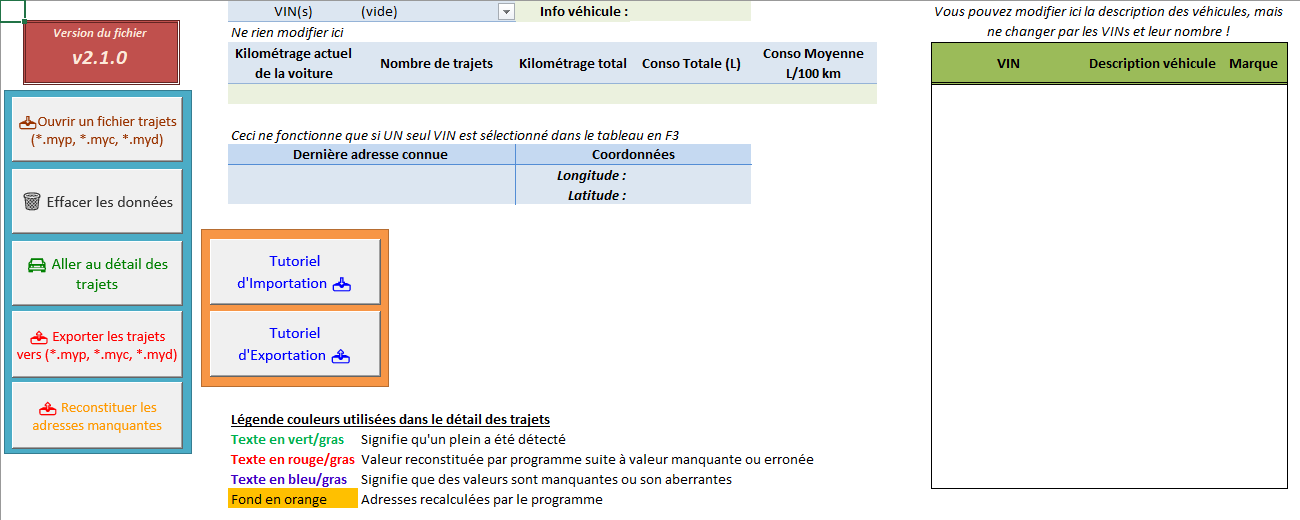 Version du fichier
v2.1.0
Ouvrir un fichier trajets
(*.myp, *.myc, *.myd)
Effacer les données
Aller au détail des
trajets
Exporter les trajets
vers (*.myp, *.myc, *.myd)
Reconstituer les
adresses manquantes
VIN(s) (vide) Info véhicule :
Ne rien modifier ici
Kilométrage actuel
de la voiture
Nombre de trajets
Kilométrage total
Conso Totale (L)
Conso Moyenne
L/100 km
Ceci ne fonctionne que si UN seul VIN est sélectionné dans le tableau en F3
Dernière adresse connue Coordonnées
Longitude :
Latitude :
Tutoriel
d'Importation
Tutoriel
d'Exportation
Légende couleurs utilisées dans le détail des trajets
Texte en vert/gras Signifie qu'un plein a été détecté
Texte en rouge/gras Valeur reconstituée par programme suite à valeur manquante ou erronée
Texte en bleu/gras Signifie que des valeurs sont manquantes ou son aberrantes
Fond en orange Adresses recalculées par le programme
Vous pouvez modifier ici la description des véhicules, mais
ne changer par les VINs et leur nombre !
VIN Description véhicule Marque